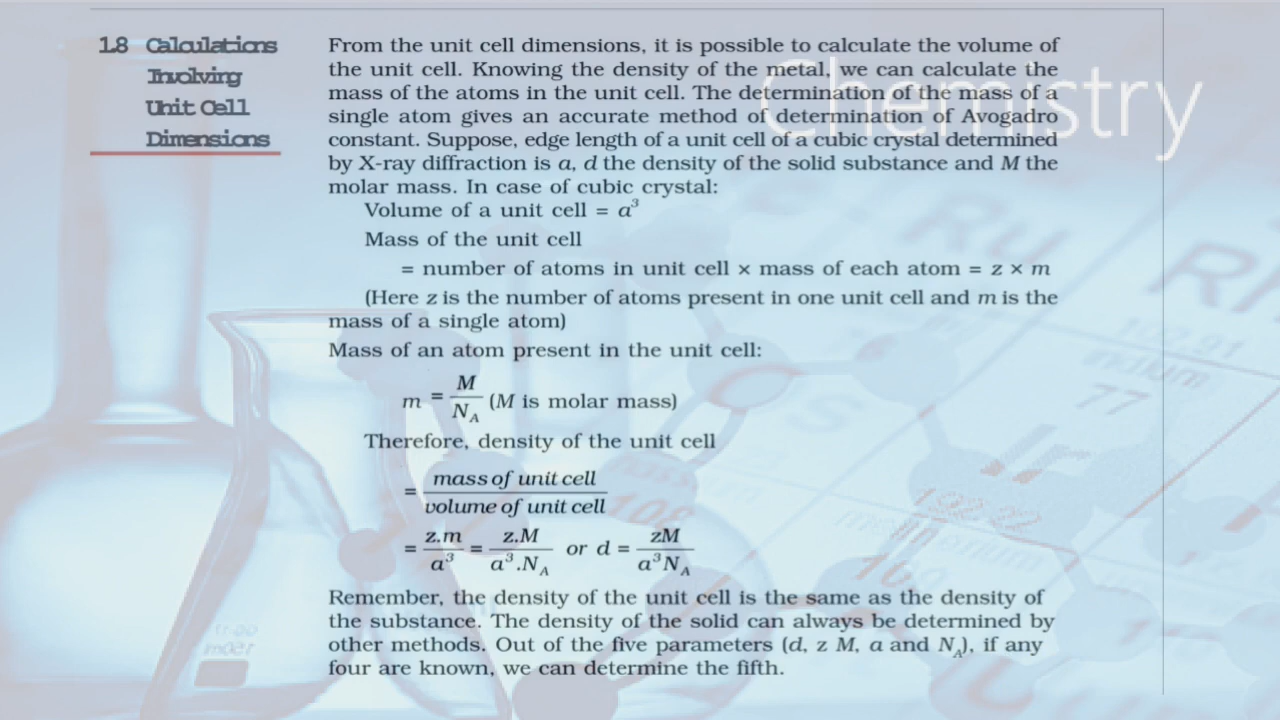 Chemistry
1.8 Calculations
Involving
Unit Cell
Dimensions
From the unit cell dimensions, it is possible to calculate the volume of
the unit cell. Knowing the density of the metal, we can calculate the
mass of the atoms in the unit cell. The determination of the mass of a
single atom gives an accurate method of determination of Avogadro
constant. Suppose, edge length of a unit cell of a cubic crystal determined
by X-ray diffraction is a, d the density of the solid substance and M the
molar mass. In case of cubic crystal:
Volume of a unit cell = a³
Mass of the unit cell
= number of atoms in unit cell × mass of each atom = z × m
(Here z is the number of atoms present in one unit cell and m is the
mass of a single atom)
Mass of an atom present in the unit cell:
m = M/N_A (M is molar mass)
Therefore, density of the unit cell
= mass of unit cell / volume of unit cell
= z.m/a³ = z.M/a³.N_A or d = zM/a³N_A
Remember, the density of the unit cell is the same as the density of
the substance. The density of the solid can always be determined by
other methods. Out of the five parameters (d, z M, a and N_A), if any
four are known, we can determine the fifth.
Ru
S
77
Ir
108
109